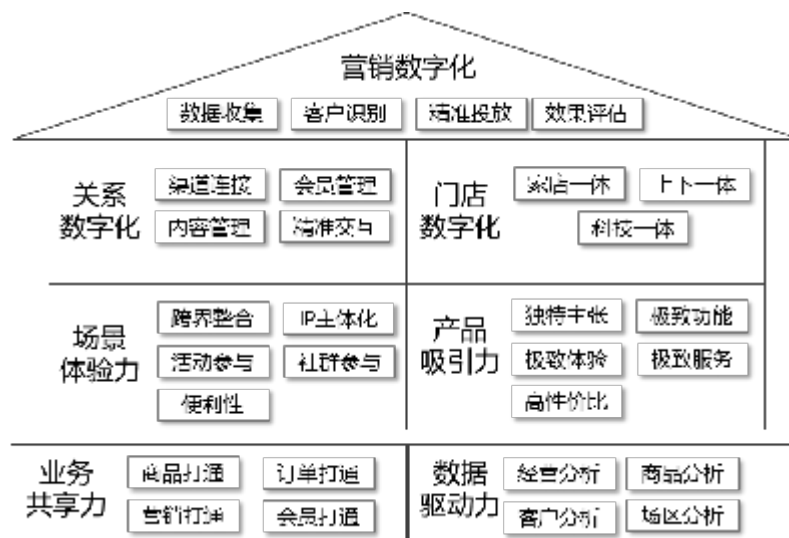 营销数字化
数据收集 客户识别 精准投放 效果评估
关系
数字化
渠道连接 会员管理
内容管理 精准交互
门店
数字化
家店一体 上下一体
科技一体
场景
体验力
跨界整合 IP主体化
活动参与 社群参与
便利性
产品
吸引力
独特主张 极致功能
极致体验 极致服务
高性价比
业务
共享力
商品打通 订单打通
营销打通 会员打通
数据
驱动力
经营分析 商品分析
客户分析 场区分析